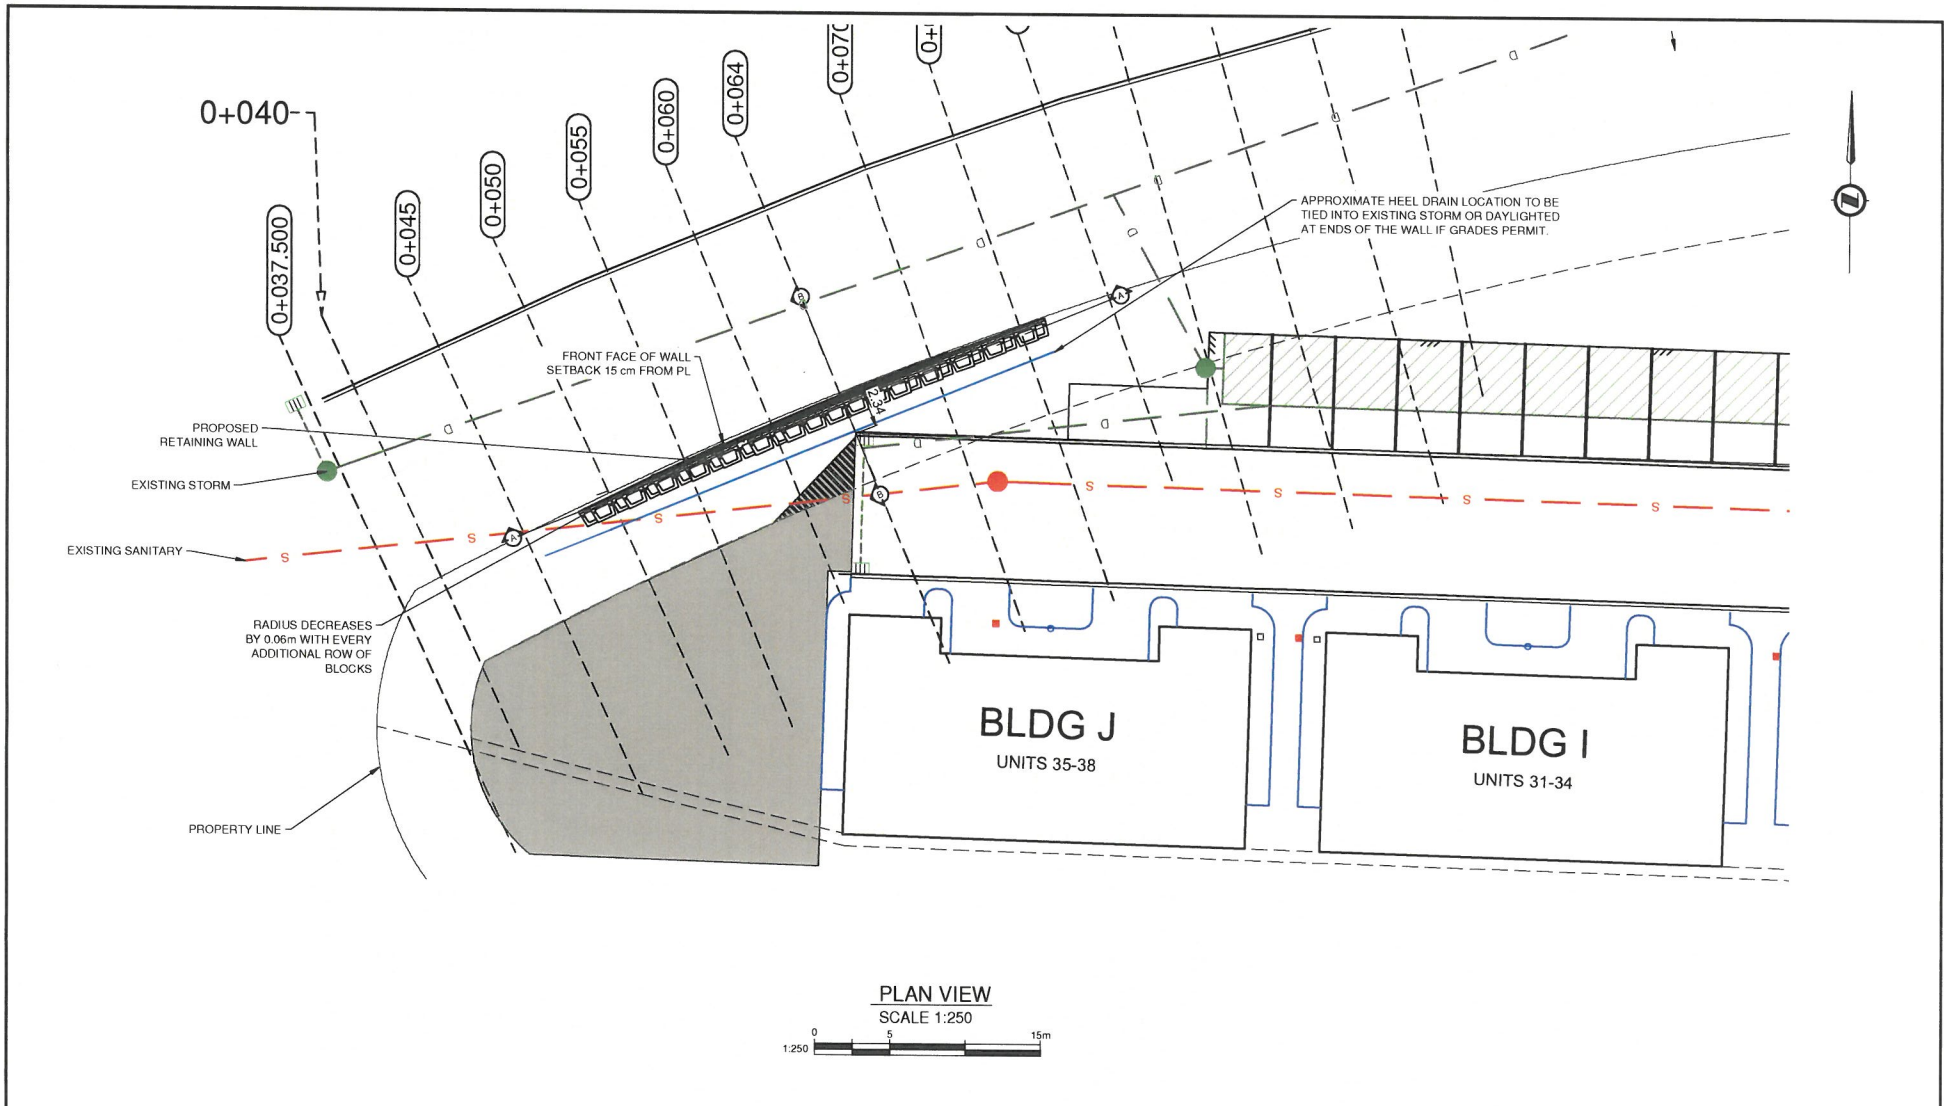 0+040
0+037.500
0+045
0+050
0+055
0+060
0+064
0+070
APPROXIMATE HEEL DRAIN LOCATION TO BE
TIED INTO EXISTING STORM OR DAYLIGHTED
AT ENDS OF THE WALL IF GRADES PERMIT.
FRONT FACE OF WALL
SETBACK 15 cm FROM PL
PROPOSED
RETAINING WALL
EXISTING STORM
EXISTING SANITARY
RADIUS DECREASES
BY 0.06m WITH EVERY
ADDITIONAL ROW OF
BLOCKS
PROPERTY LINE
2.34
A
A
B
B
D
D
D
D
D
D
D
D
S
S
S
S
S
S
S
S
Z
BLDG J
UNITS 35-38
BLDG I
UNITS 31-34
PLAN VIEW
SCALE 1:250
0 5 15m
1:250